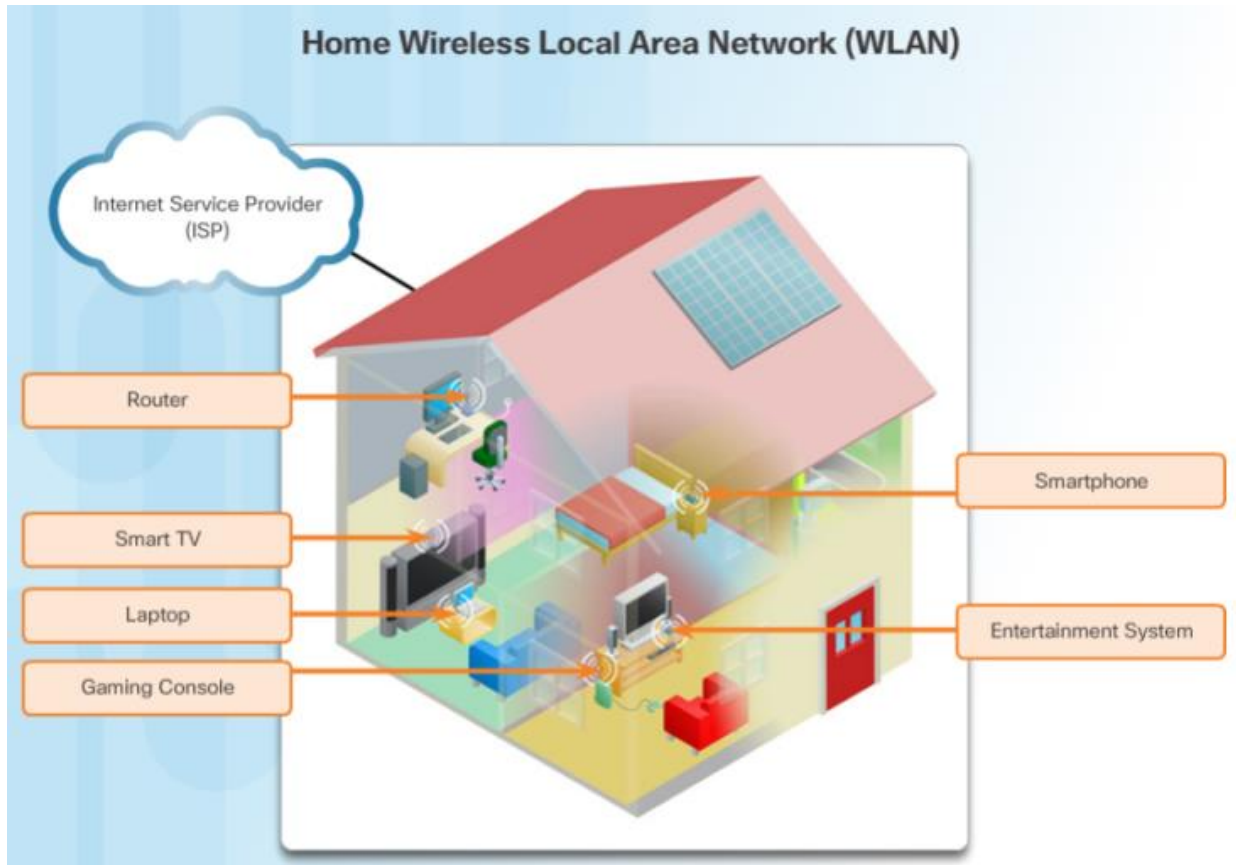 Home Wireless Local Area Network (WLAN)
Internet Service Provider
(ISP)
Router
Smartphone
Smart TV
Laptop
Entertainment System
Gaming Console